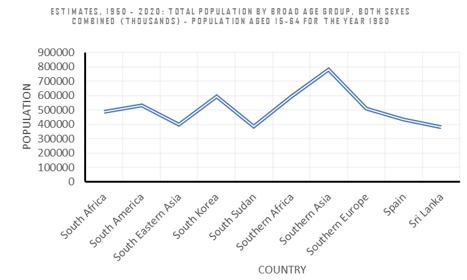 ESTIMATES, 1950 - 2020: TOTAL POPULATION BY BROAD AGE GROUP, BOTH SEXES
COMBINED (THOUSANDS) - POPULATION AGED 15-64 FOR THE YEAR 1980
POPULATION
900000
800000
700000
600000
500000
400000
300000
200000
100000
0
South Africa
South America
South Eastern Asia
South Korea
South Sudan
Southern Africa
Southern Asia
Southern Europe
Spain
Sri Lanka
COUNTRY